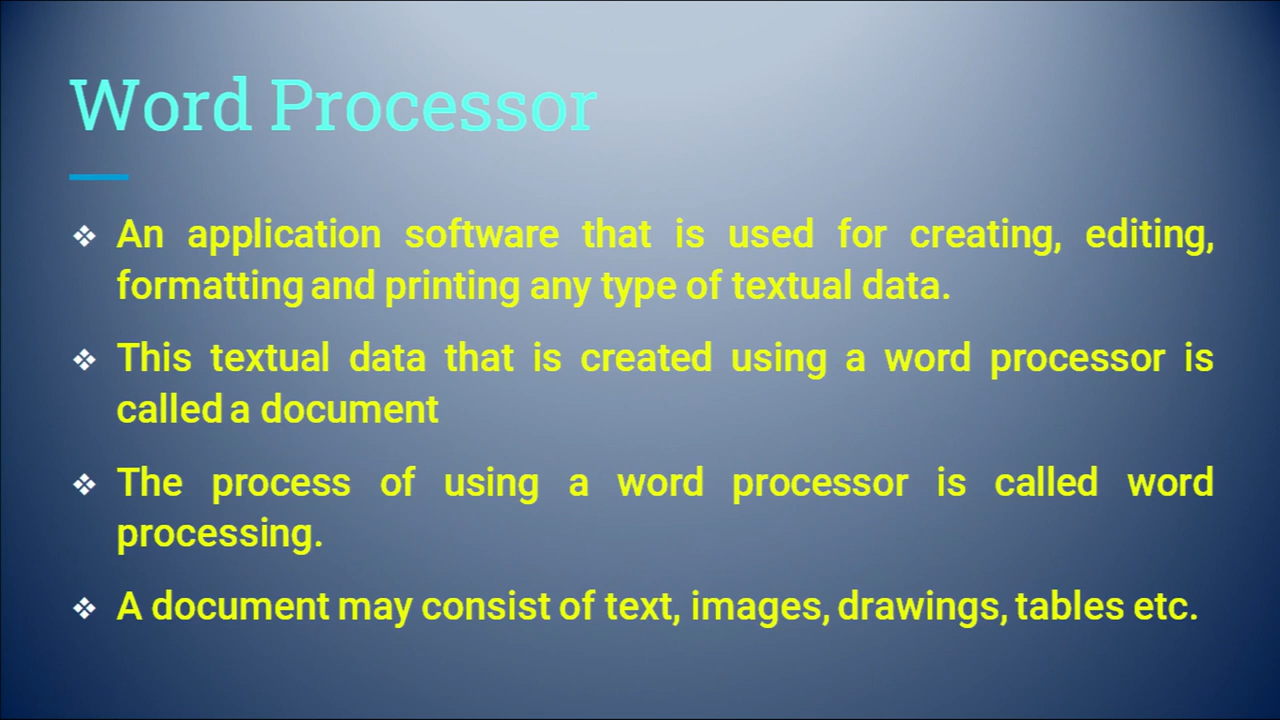 Word Processor
❖ An application software that is used for creating, editing,
formatting and printing any type of textual data.
❖ This textual data that is created using a word processor is
called a document
❖ The process of using a word processor is called word
processing.
❖ A document may consist of text, images, drawings, tables etc.